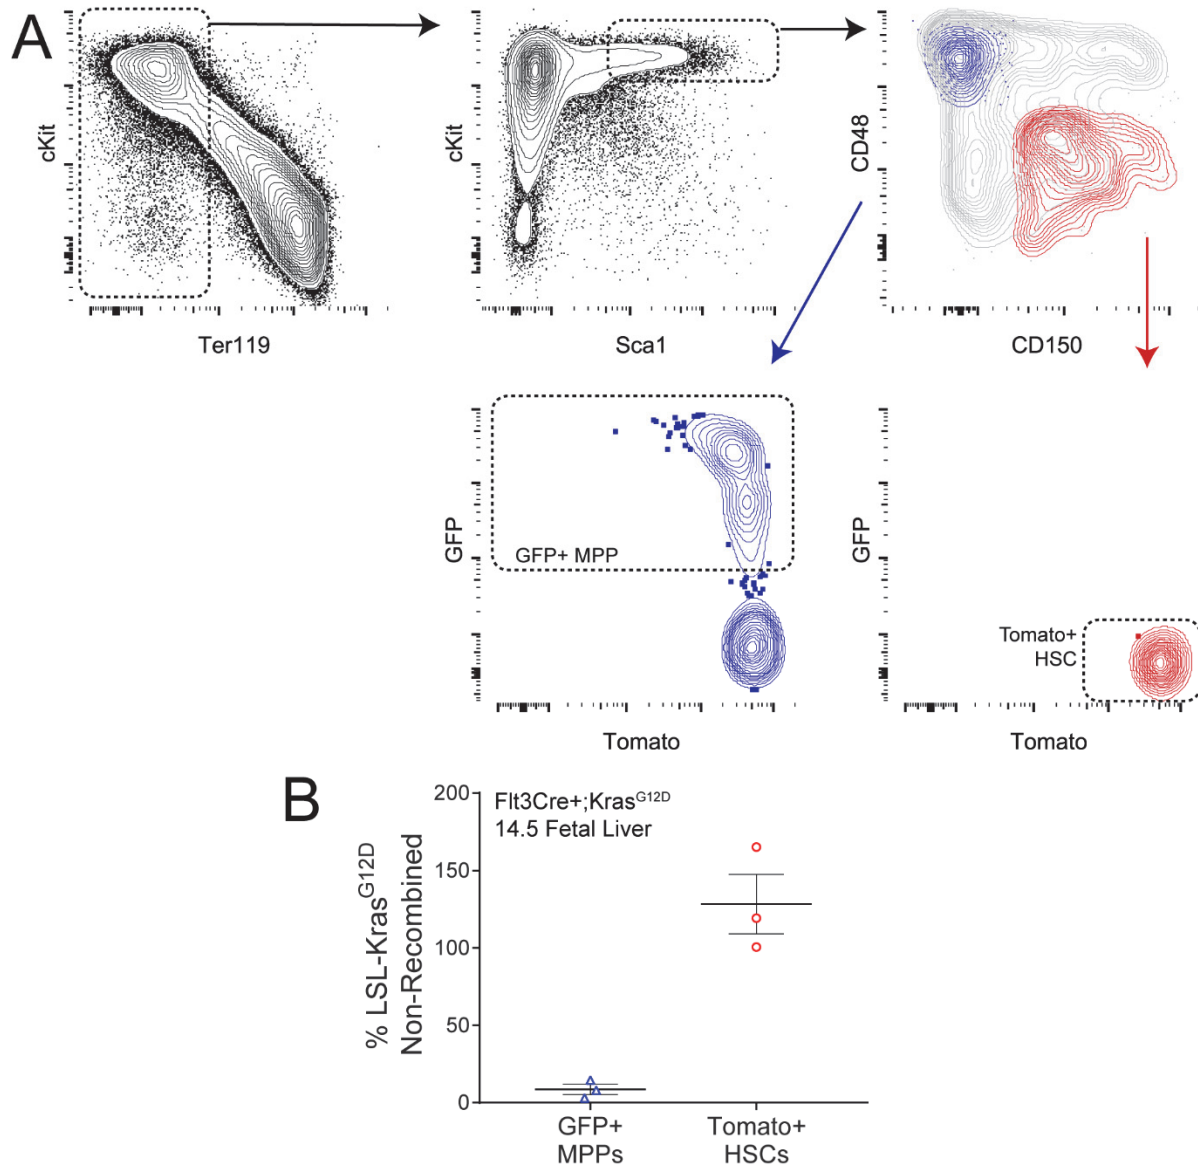 A
cKit
Ter119
cKit
Sca1
CD48
CD150
GFP
GFP+ MPP
Tomato
GFP
Tomato+
HSC
Tomato
B
% LSL-Kras^G12D
Non-Recombined
200
150
100
50
0
Flt3Cre+;Kras^G12D
14.5 Fetal Liver
GFP+
MPPs
Tomato+
HSCs